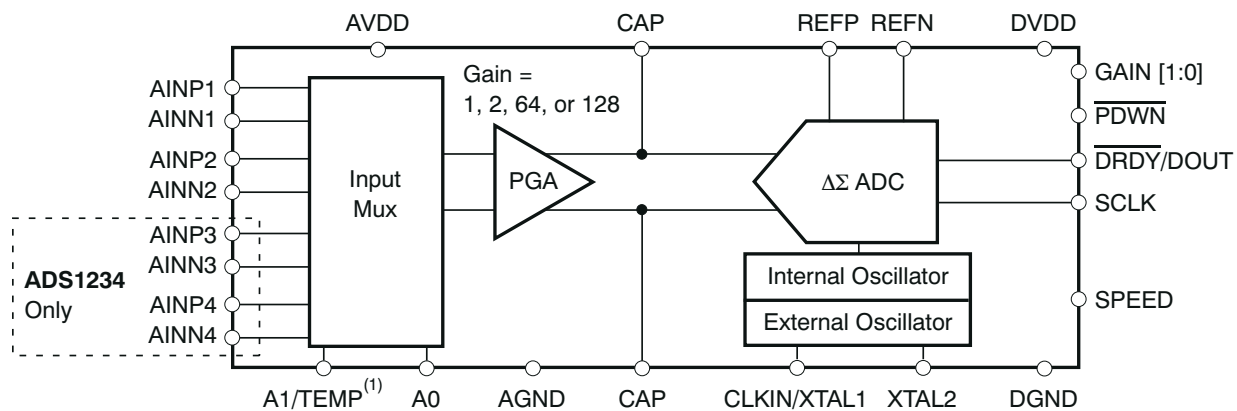 AVDD
CAP
REFP
REFN
DVDD
Gain =
1, 2, 64, or 128
GAIN [1:0]
AINP1
AINN1
PDWN
AINP2
AINN2
Input
Mux
PGA
ΔΣ ADC
DRDY/DOUT
SCLK
AINP3
AINN3
ADS1234
Only
AINP4
AINN4
Internal Oscillator
External Oscillator
SPEED
A1/TEMP(1)
A0
AGND
CAP
CLKIN/XTAL1
XTAL2
DGND